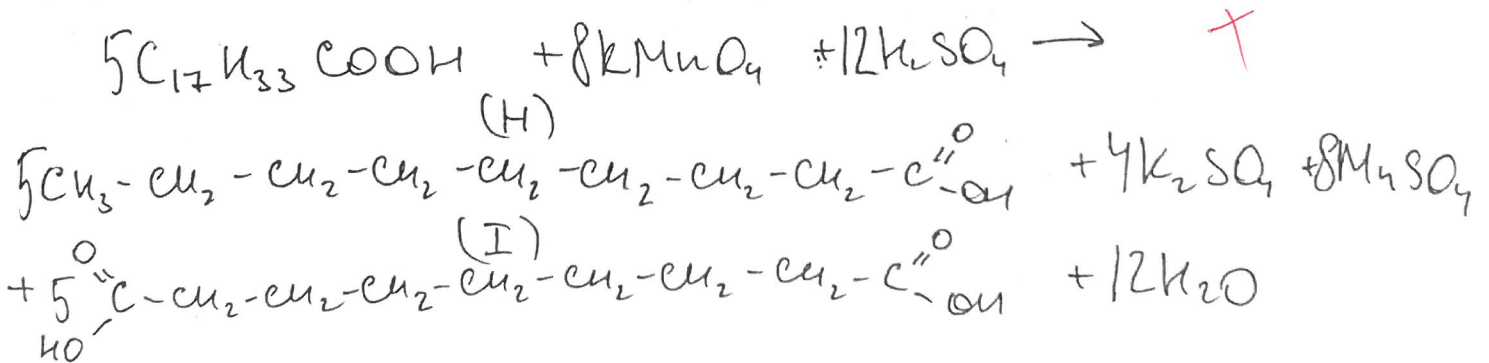 5C₁₇H₃₃COOH + 8KMnO₄ + 12H₂SO₄ →
(H)
5CH₃-CH₂-CH₂-CH₂-CH₂-CH₂-CH₂-CH₂-C=O-OH + 4K₂SO₄ + 8MnSO₄
(I)
+ 5 O=C-CH₂-CH₂-CH₂-CH₂-CH₂-CH₂-CH₂-C=O-OH + 12H₂O
HO